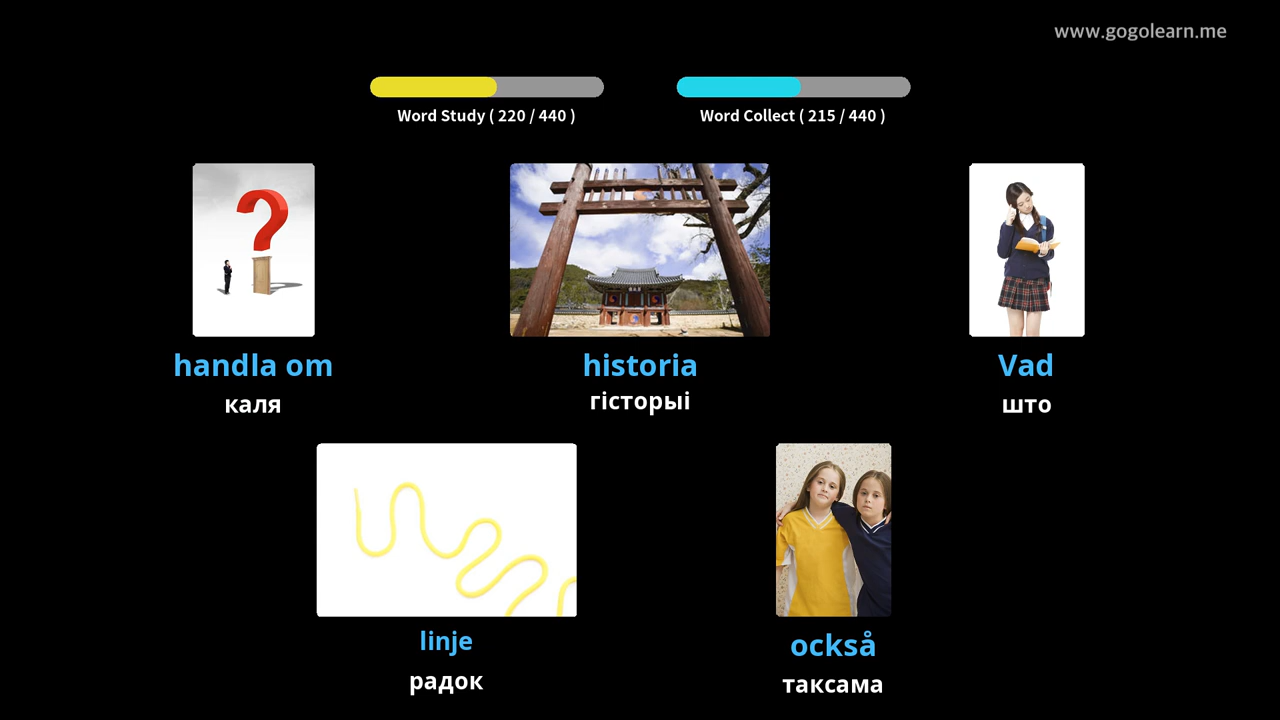 www.gogolearn.me
Word Study ( 220 / 440 )
Word Collect ( 215 / 440 )
handla om
каля
historia
гісторыі
Vad
што
linje
радок
också
таксама